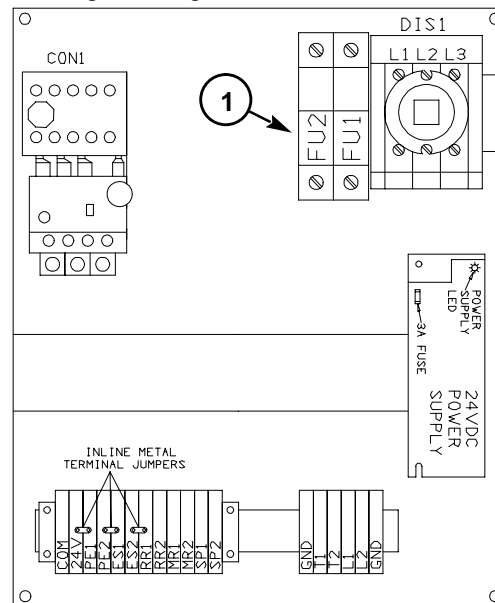 DIS1
CON1
L1 L2 L3
1
FU2
FU1
POWER
SUPPLY
LED
3A FUSE
24VDC
POWER
SUPPLY
INLINE METAL
TERMINAL JUMPERS
COM
24V
PE1
PE2
ES1
ES2
RR1
RR2
MR1
MR2
SP1
SP2
GND
T1
T2
L1
L2
GND